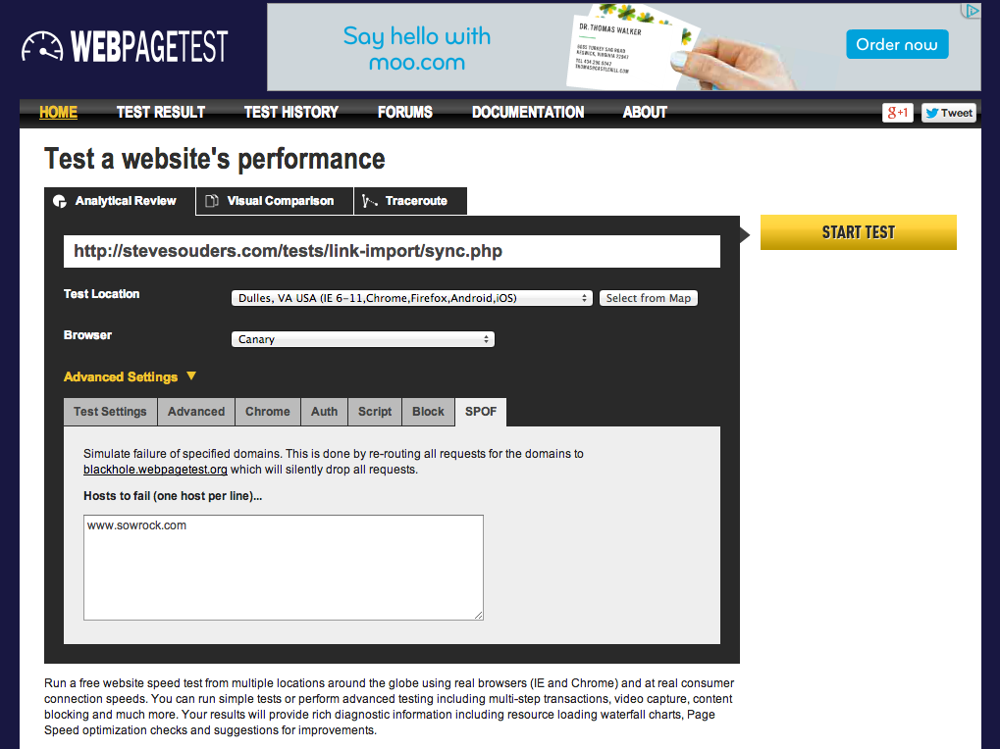 WEBPAGETEST
Say hello with
moo.com
DR. THOMAS WALKER
Order now
HOME TEST RESULT TEST HISTORY FORUMS DOCUMENTATION ABOUT
g+1 Tweet
Test a website's performance
Analytical Review Visual Comparison Traceroute
http://stevesouders.com/tests/link-import/sync.php
START TEST
Test Location Dulles, VA USA (IE 6-11,Chrome,Firefox,Android,iOS) Select from Map
Browser Canary
Advanced Settings ▼
Test Settings Advanced Chrome Auth Script Block SPOF
Simulate failure of specified domains. This is done by re-routing all requests for the domains to
blackhole.webpagetest.org which will silently drop all requests.
Hosts to fail (one host per line)...
www.sowrock.com
Run a free website speed test from multiple locations around the globe using real browsers (IE and Chrome) and at real consumer
connection speeds. You can run simple tests or perform advanced testing including multi-step transactions, video capture, content
blocking and much more. Your results will provide rich diagnostic information including resource loading waterfall charts, Page
Speed optimization checks and suggestions for improvements.